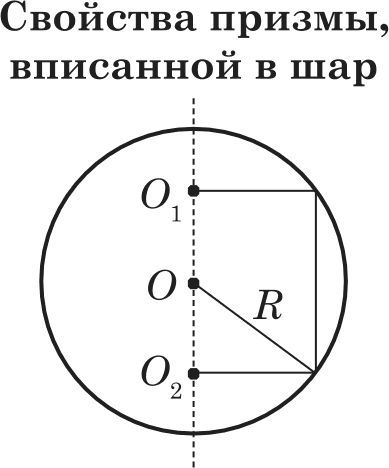 Свойства призмы,
вписанной в шар
O₁
O
R
O₂